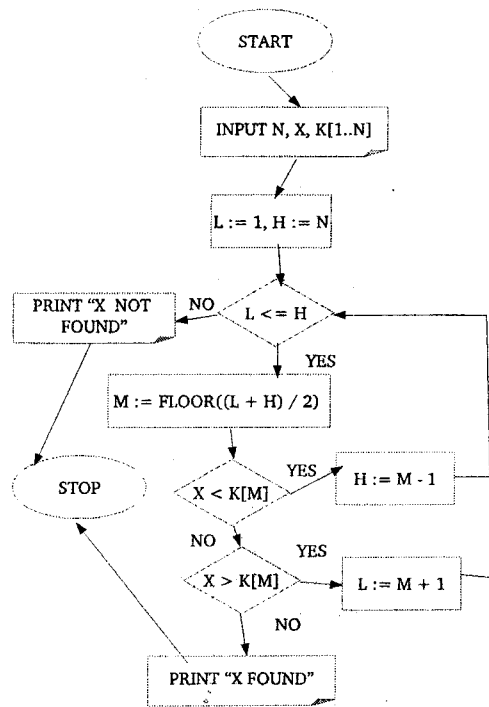 START
INPUT N, X, K[1..N]
L := 1, H := N
L <= H
NO
PRINT “X NOT
FOUND”
YES
M := FLOOR((L + H) / 2)
STOP
X < K[M]
YES
H := M - 1
NO
X > K[M]
YES
L := M + 1
NO
PRINT “X FOUND”